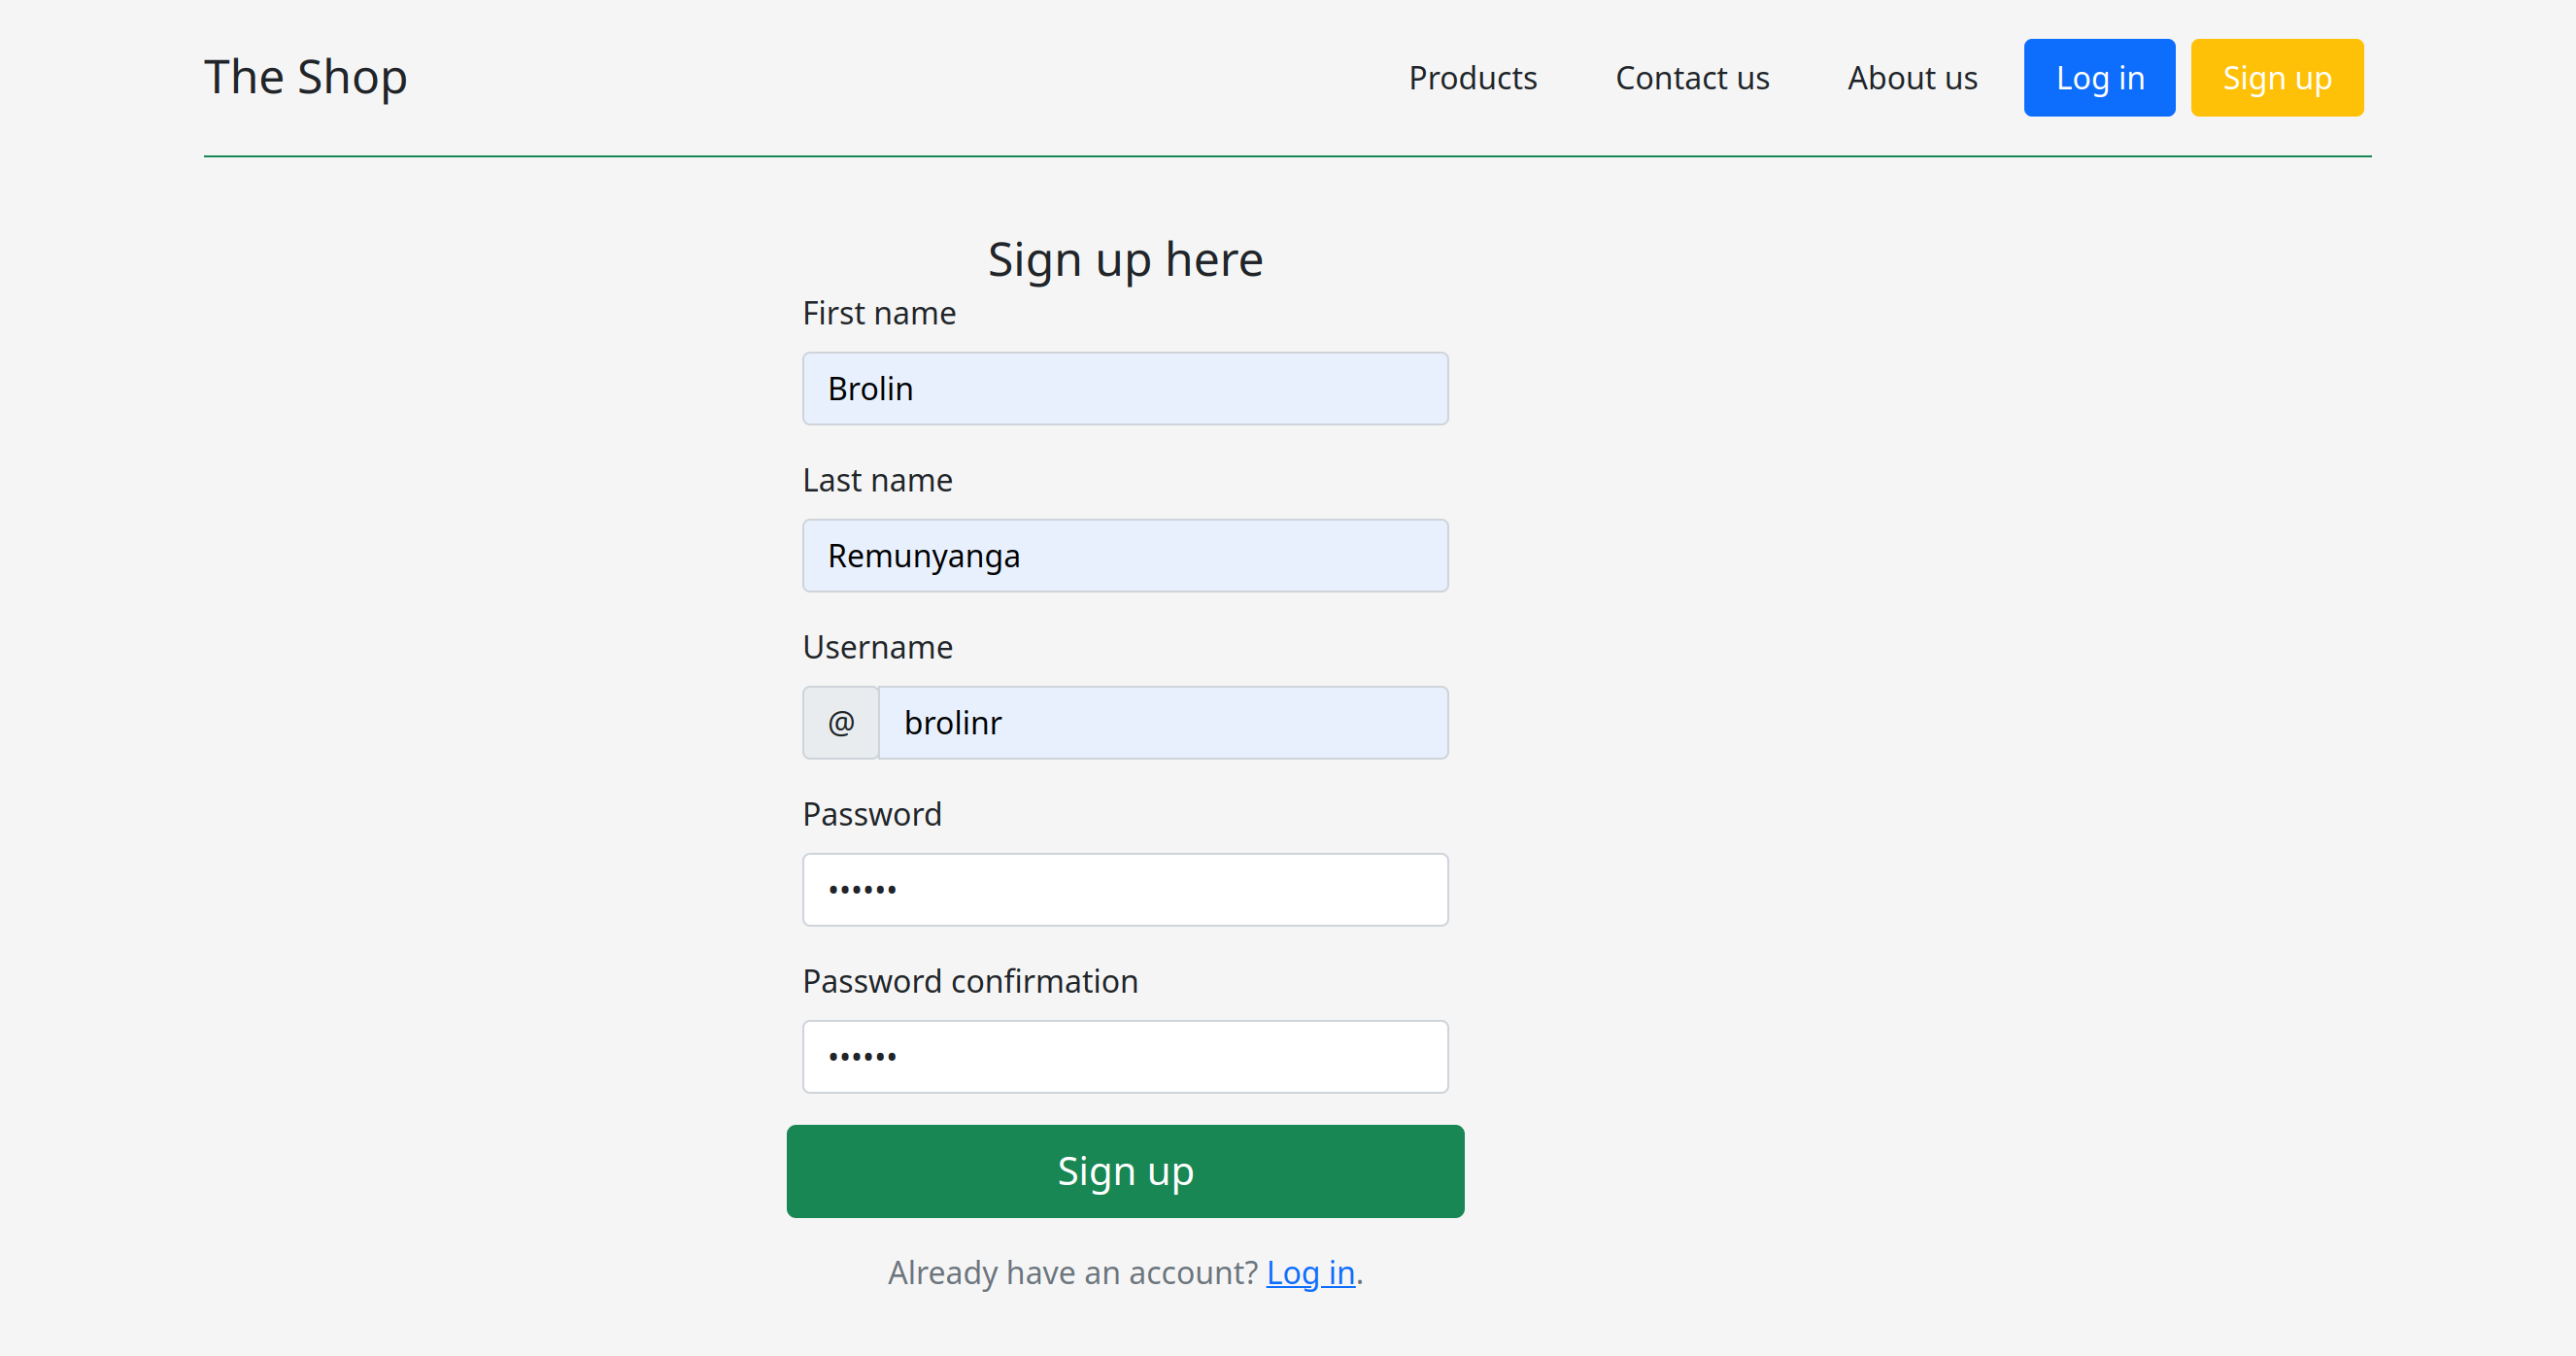 The Shop
Products Contact us About us Log in Sign up
Sign up here
First name
Brolin
Last name
Remunyanga
Username
@ brolinr
Password
••••••
Password confirmation
••••••
Sign up
Already have an account? Log in.